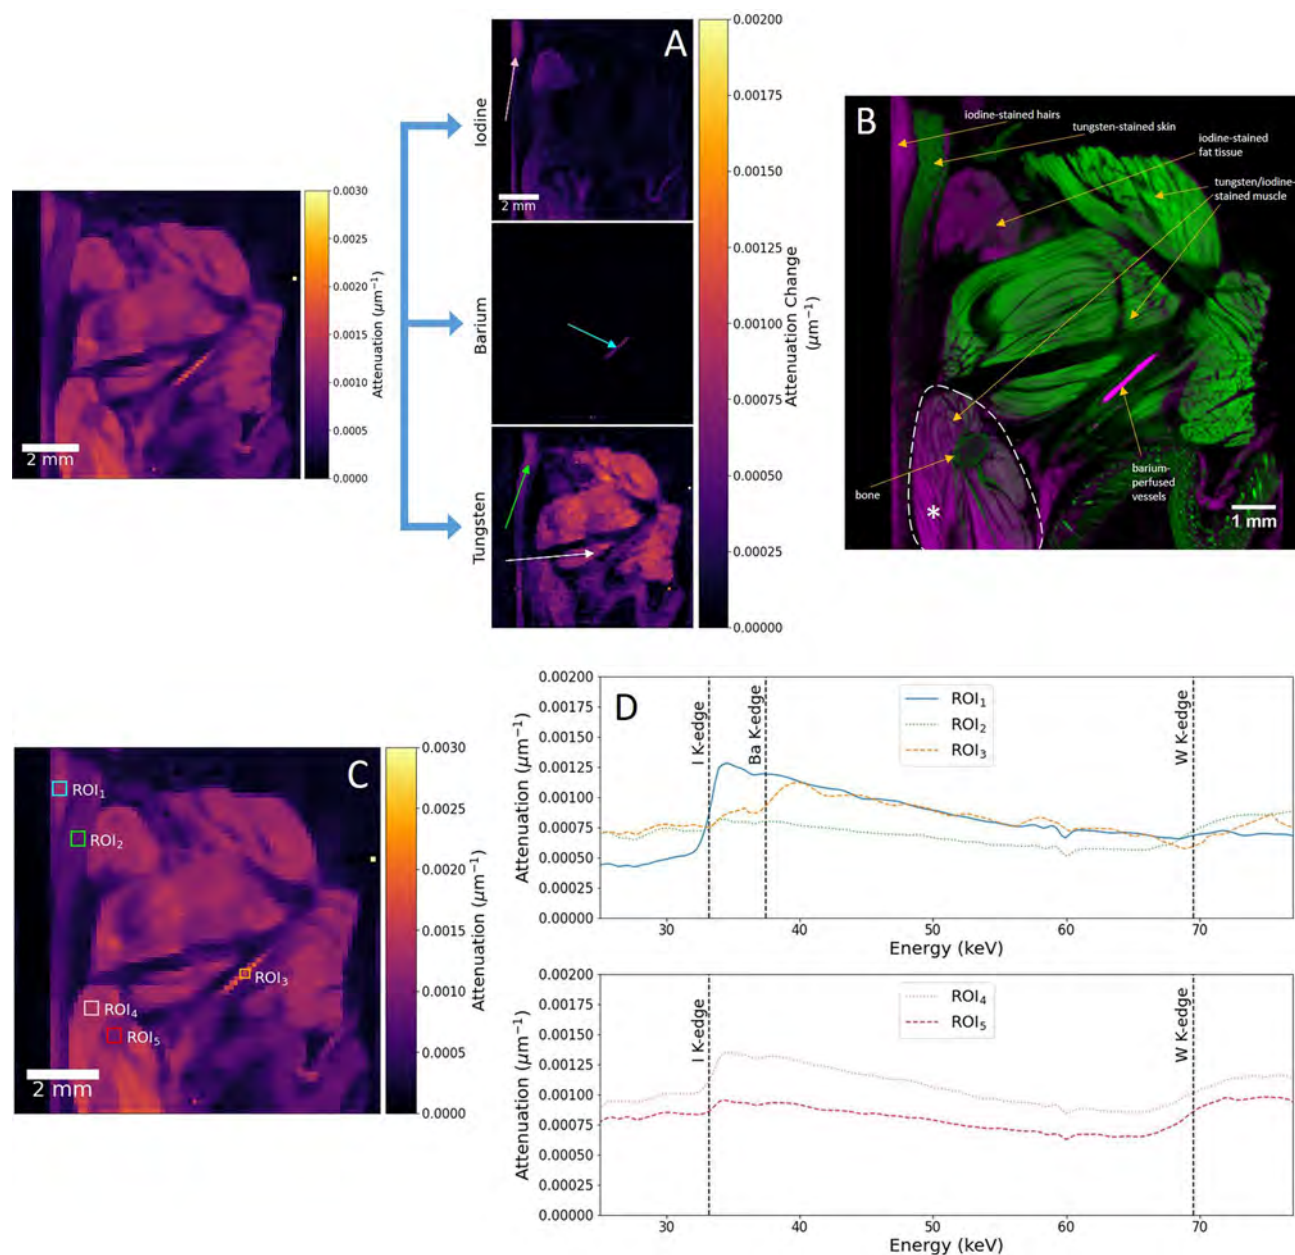 A
Iodine
2 mm
Barium
Tungsten
0.00200
0.00175
0.00150
0.00125
0.00100
0.00075
0.00050
0.00025
0.00000
Attenuation Change
(μm⁻¹)
0.0030
0.0025
0.0020
0.0015
0.0010
0.0005
0.0000
Attenuation (μm⁻¹)
2 mm
B
iodine-stained hairs
tungsten-stained skin
iodine-stained
fat tissue
tungsten/iodine-
stained muscle
bone
*
barium-
perfused
vessels
1 mm
C
ROI₁
ROI₂
ROI₃
ROI₄
ROI₅
2 mm
0.0030
0.0025
0.0020
0.0015
0.0010
0.0005
0.0000
Attenuation (μm⁻¹)
D
0.00200
0.00175
0.00150
0.00125
0.00100
0.00075
0.00050
0.00025
0.00000
Attenuation (μm⁻¹)
I K-edge
Ba K-edge
W K-edge
ROI₁
ROI₂
ROI₃
30 40 50 60 70
Energy (keV)
0.00200
0.00175
0.00150
0.00125
0.00100
0.00075
0.00050
0.00025
0.00000
Attenuation (μm⁻¹)
I K-edge
W K-edge
ROI₄
ROI₅
30 40 50 60 70
Energy (keV)